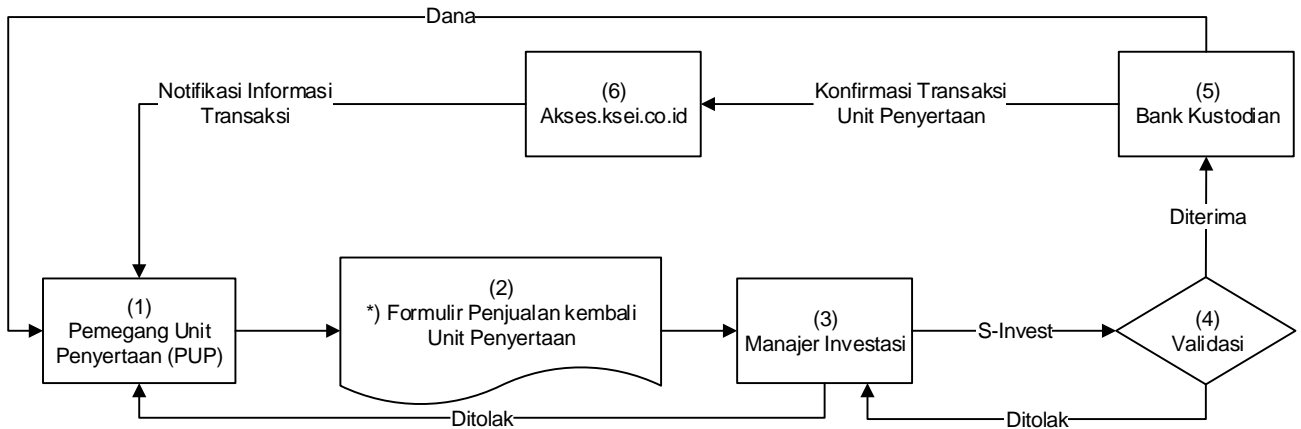 Dana
(6)
Akses.ksei.co.id
(5)
Bank Kustodian
Notifikasi Informasi
Transaksi
Konfirmasi Transaksi
Unit Penyertaan
Diterima
(1)
Pemegang Unit
Penyertaan (PUP)
(2)
*) Formulir Penjualan kembali
Unit Penyertaan
(3)
Manajer Investasi
S-Invest
(4)
Validasi
Ditolak
Ditolak